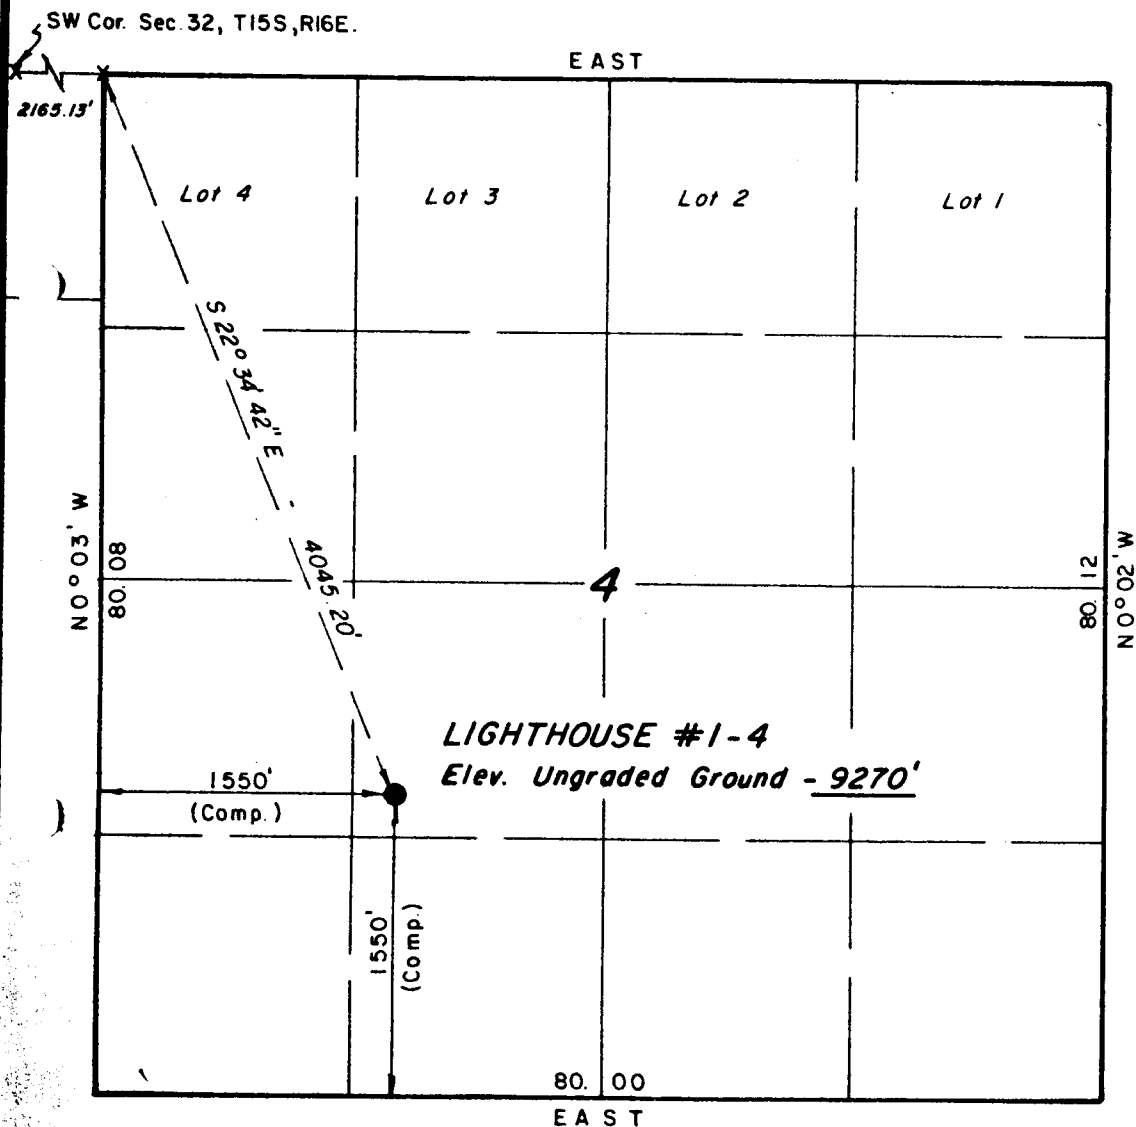 SW Cor. Sec. 32, T15S, R16E.
EAST
2165.13'
Lot 4
Lot 3
Lot 2
Lot 1
S 22° 34' 42" E - 4045.20'
N 0° 03' W
80.08
4
80.12
N 0° 02' W
LIGHTHOUSE #1-4
Elev. Ungraded Ground - 9270'
1550'
(Comp.)
1550'
(Comp.)
80.00
EAST